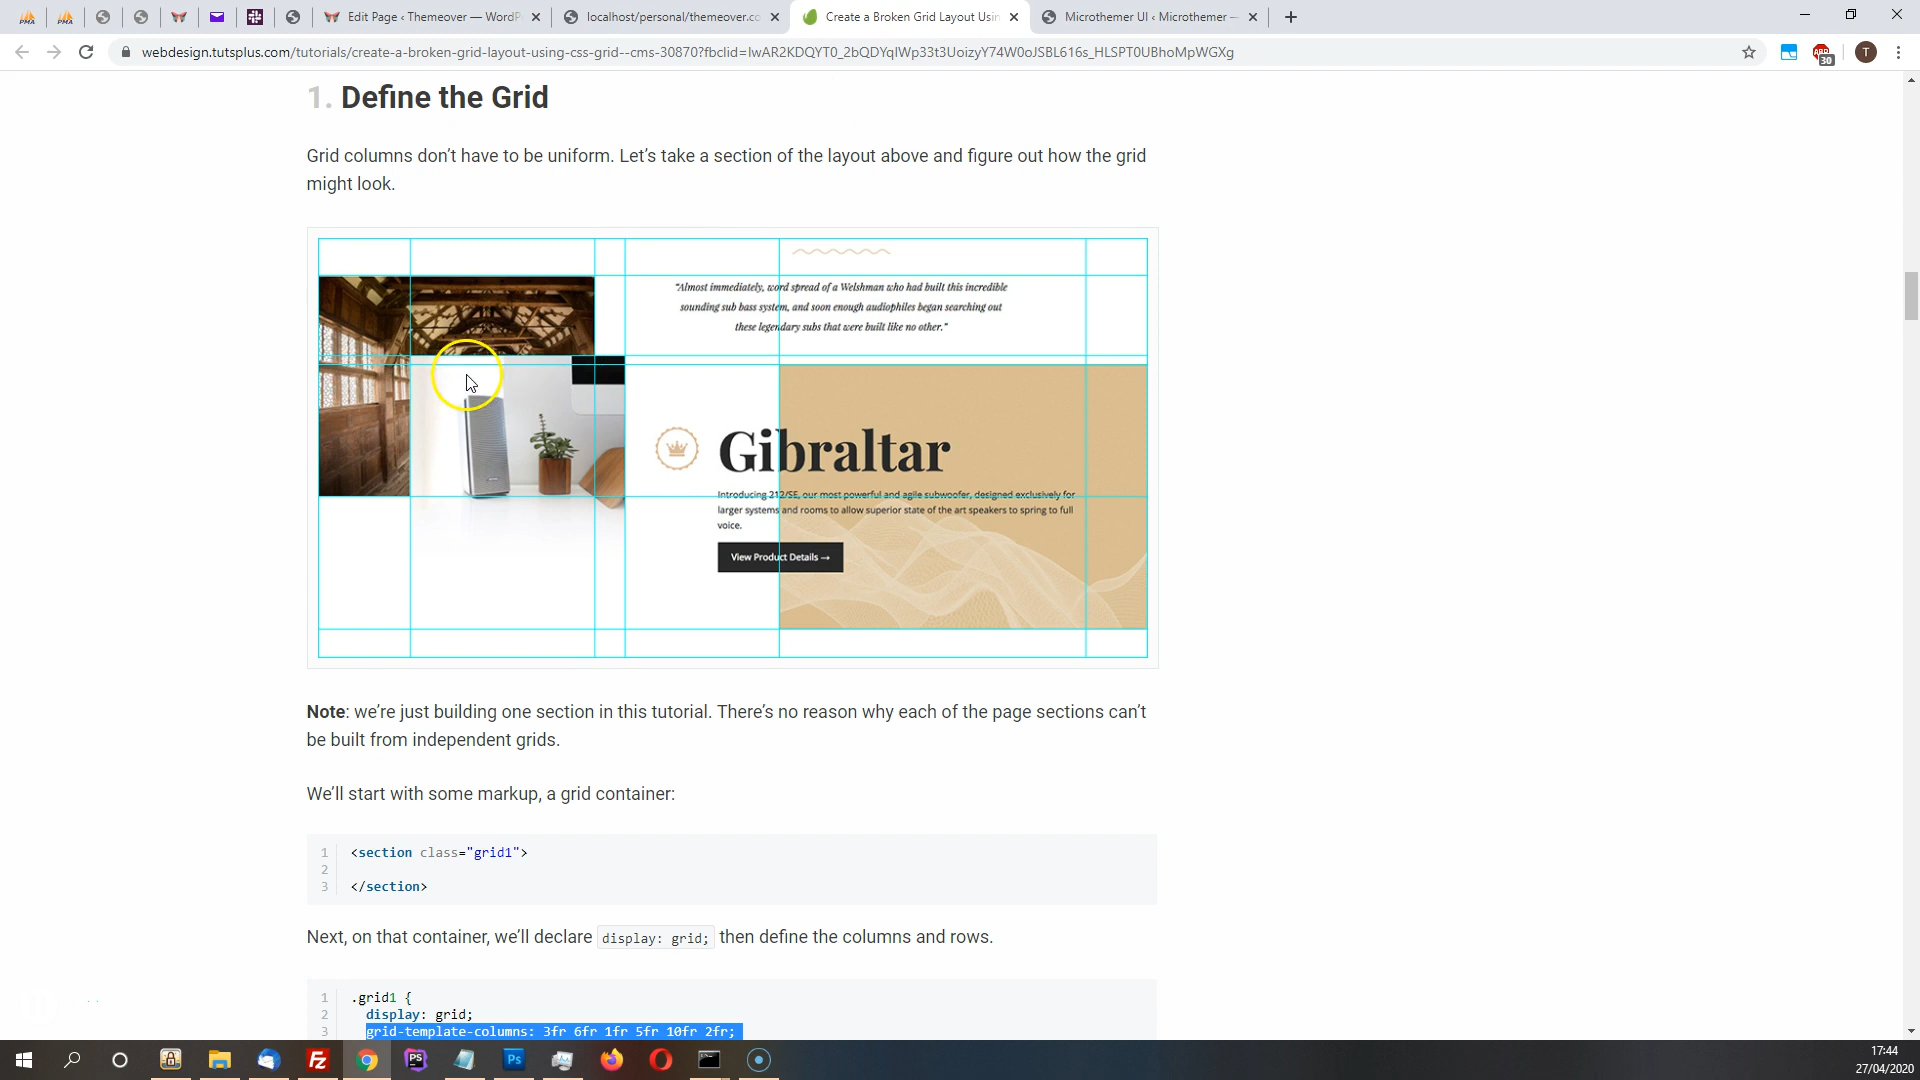 Edit Page ‹ Themeover — WordP
localhost/personal/themeover.co
Create a Broken Grid Layout Usin
Microthemer UI ‹ Microthemer —
webdesign.tutsplus.com/tutorials/create-a-broken-grid-layout-using-css-grid--cms-30870?fbclid=IwAR2KDQYT0_2bQDYqIWp33t3UoizyY74W0oJSBL616s_HLSPT0UBhoMpWGXg
30
T
1. Define the Grid
Grid columns don’t have to be uniform. Let’s take a section of the layout above and figure out how the grid
might look.
“Almost immediately, word spread of a Welshman who had built this incredible
sounding sub bass system, and soon enough audiophiles began searching out
these legendary subs that were built like no other.”
Gibraltar
Introducing 212/SE, our most powerful and agile subwoofer, designed exclusively for
larger systems and rooms to allow superior state of the art speakers to spring to full
voice.
View Product Details →
Note: we’re just building one section in this tutorial. There’s no reason why each of the page sections can’t
be built from independent grids.
We’ll start with some markup, a grid container:
1 <section class="grid1">
2
3 </section>
Next, on that container, we’ll declare display: grid; then define the columns and rows.
1 .grid1 {
2 display: grid;
3 grid-template-columns: 3fr 6fr 1fr 5fr 10fr 2fr;
17:44
27/04/2020